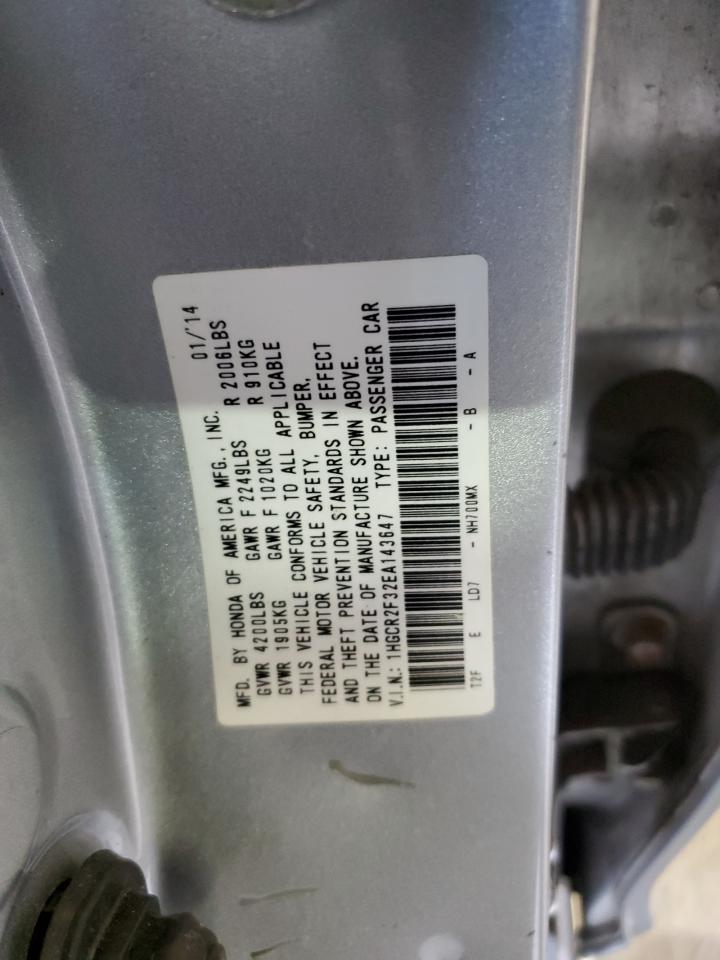 MFD. BY HONDA OF AMERICA MFG., INC. 01/'14
GVWR 4200LBS GAWR F 2249LBS R 2006LBS
GVWR 1905KG GAWR F 1020KG R 910KG
THIS VEHICLE CONFORMS TO ALL APPLICABLE
FEDERAL MOTOR VEHICLE SAFETY, BUMPER,
AND THEFT PREVENTION STANDARDS IN EFFECT
ON THE DATE OF MANUFACTURE SHOWN ABOVE.
V.I.N.: 1HGCR2F32EA143647 TYPE: PASSENGER CAR
T2F E LD7 - NH700MX - B - A